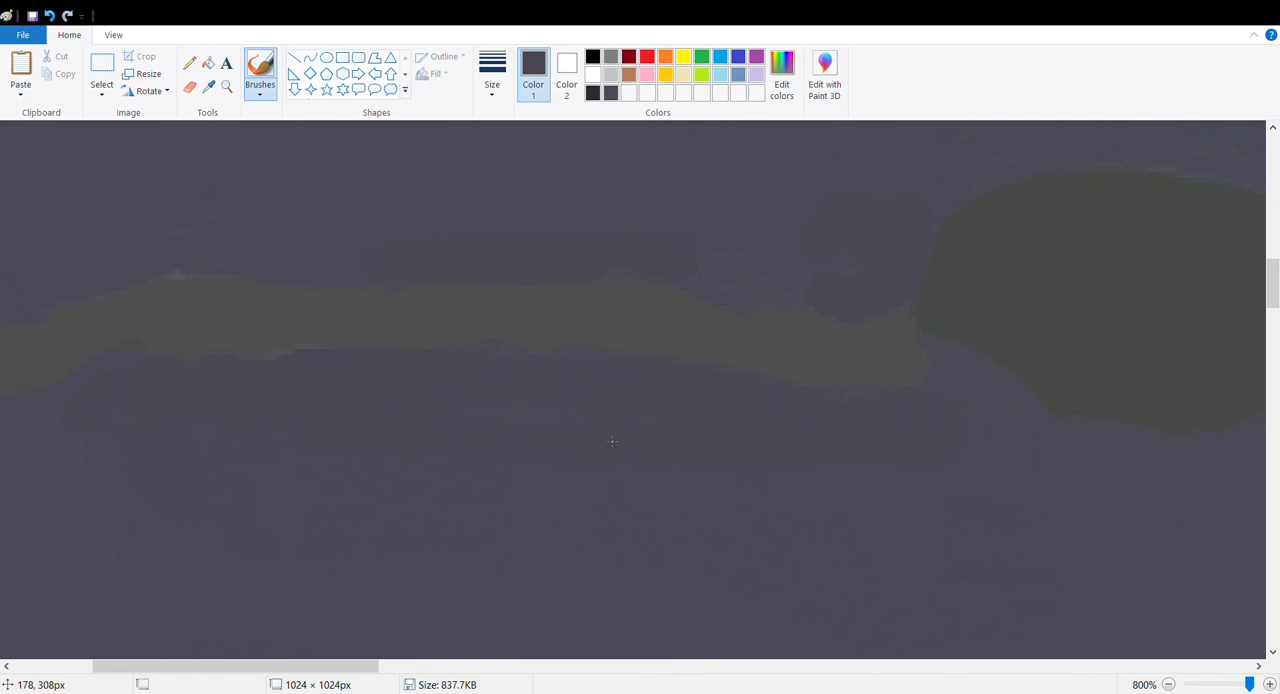 File Home View
Paste Cut Copy Clipboard
Select Crop Resize Rotate Image
A Tools
Brushes
Outline Fill Shapes
Size
Color 1 Color 2 Edit colors Edit with Paint 3D Colors
178, 308px 1024 × 1024px Size: 837.7KB 800%